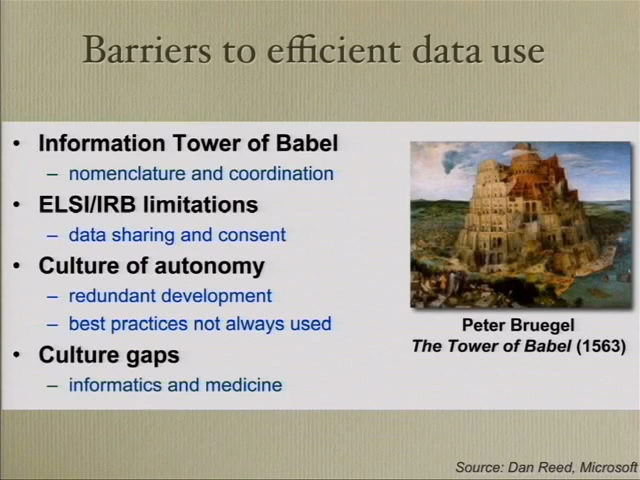 Barriers to efficient data use
• Information Tower of Babel
– nomenclature and coordination
• ELSI/IRB limitations
– data sharing and consent
• Culture of autonomy
– redundant development
– best practices not always used
• Culture gaps
– informatics and medicine
Peter Bruegel
The Tower of Babel (1563)
Source: Dan Reed, Microsoft